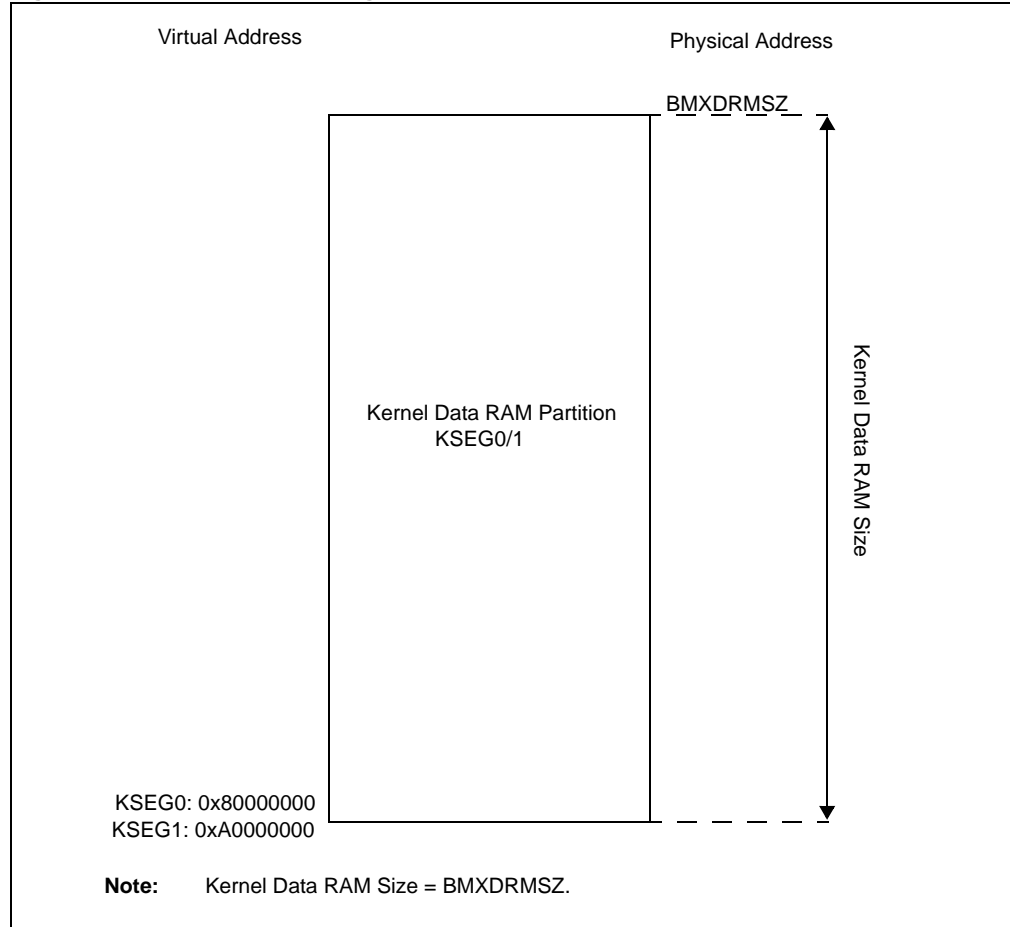 Virtual Address
Physical Address
BMXDRMSZ
Kernel Data RAM Partition
KSEG0/1
Kernel Data RAM Size
KSEG0: 0x80000000
KSEG1: 0xA0000000
Note: Kernel Data RAM Size = BMXDRMSZ.